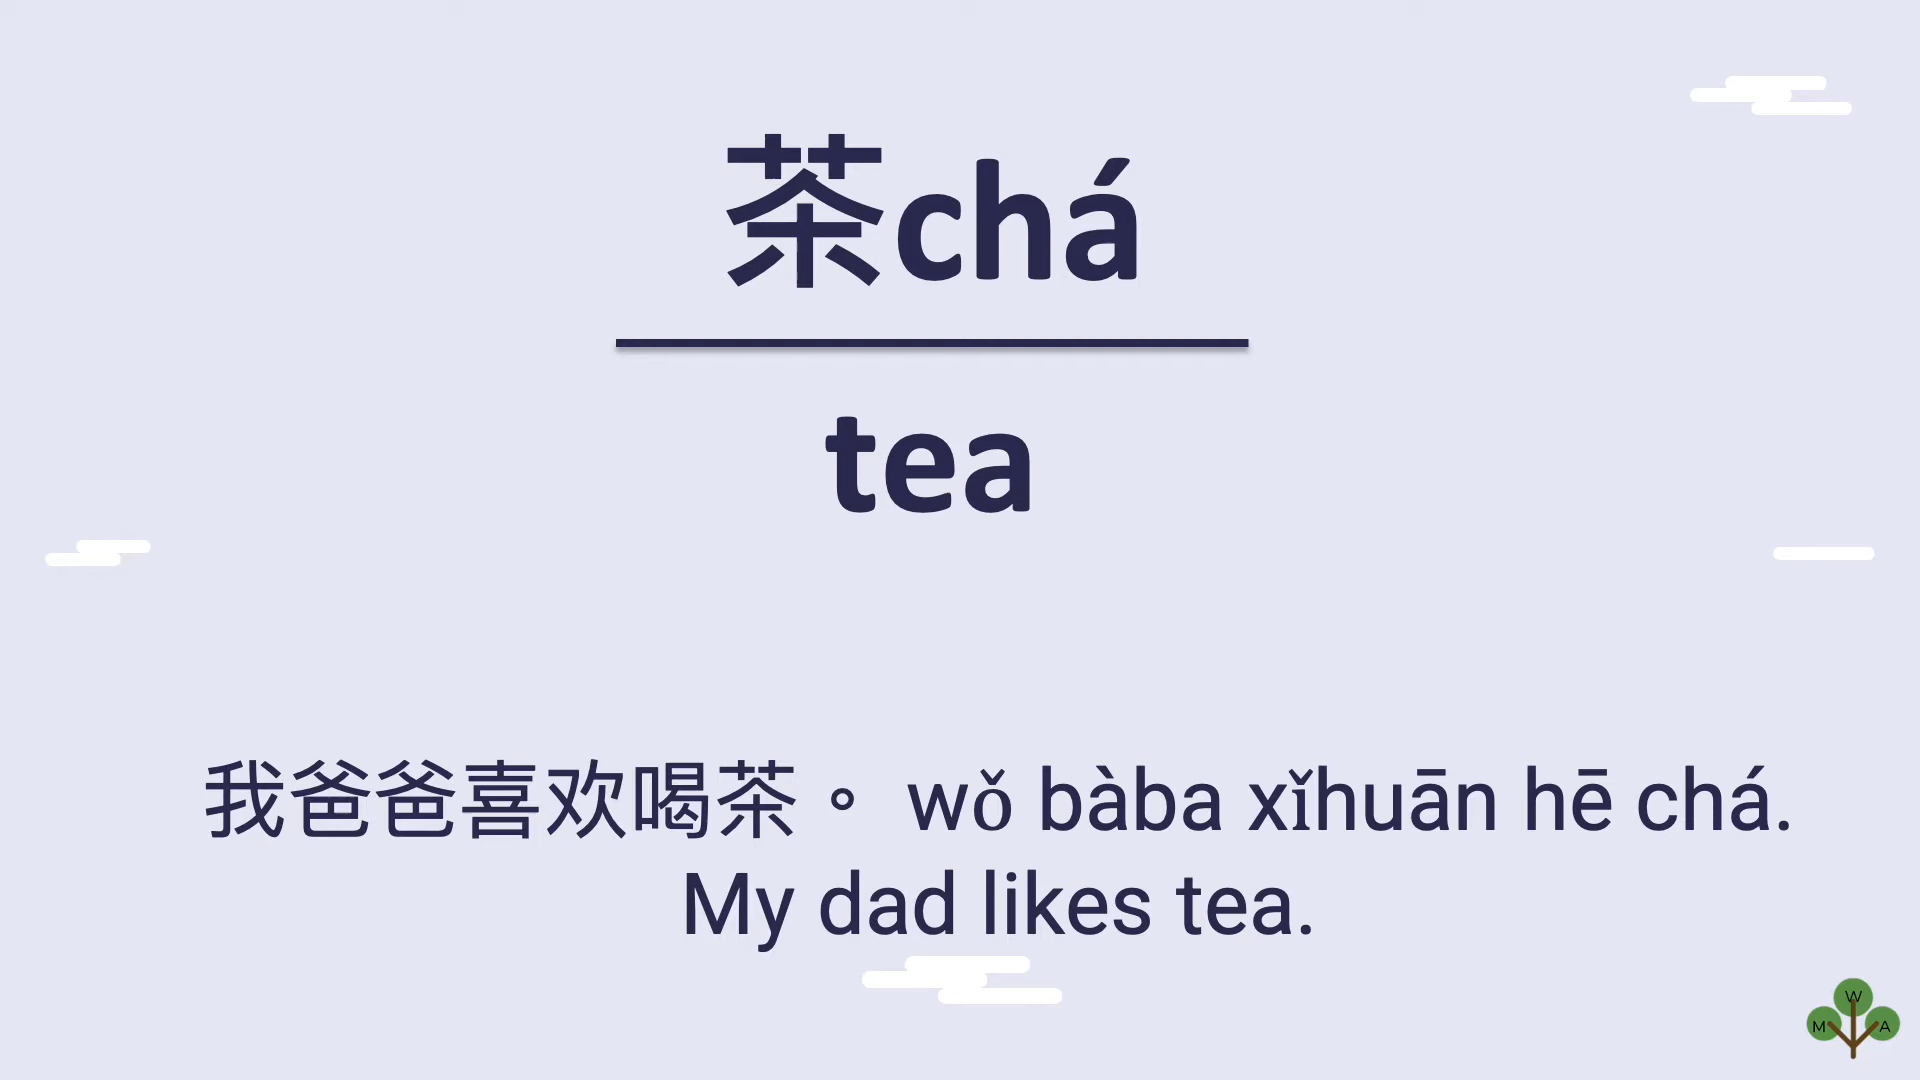 茶chá
tea
我爸爸喜欢喝茶。 wǒ bàba xǐhuān hē chá.
My dad likes tea.
W
M A